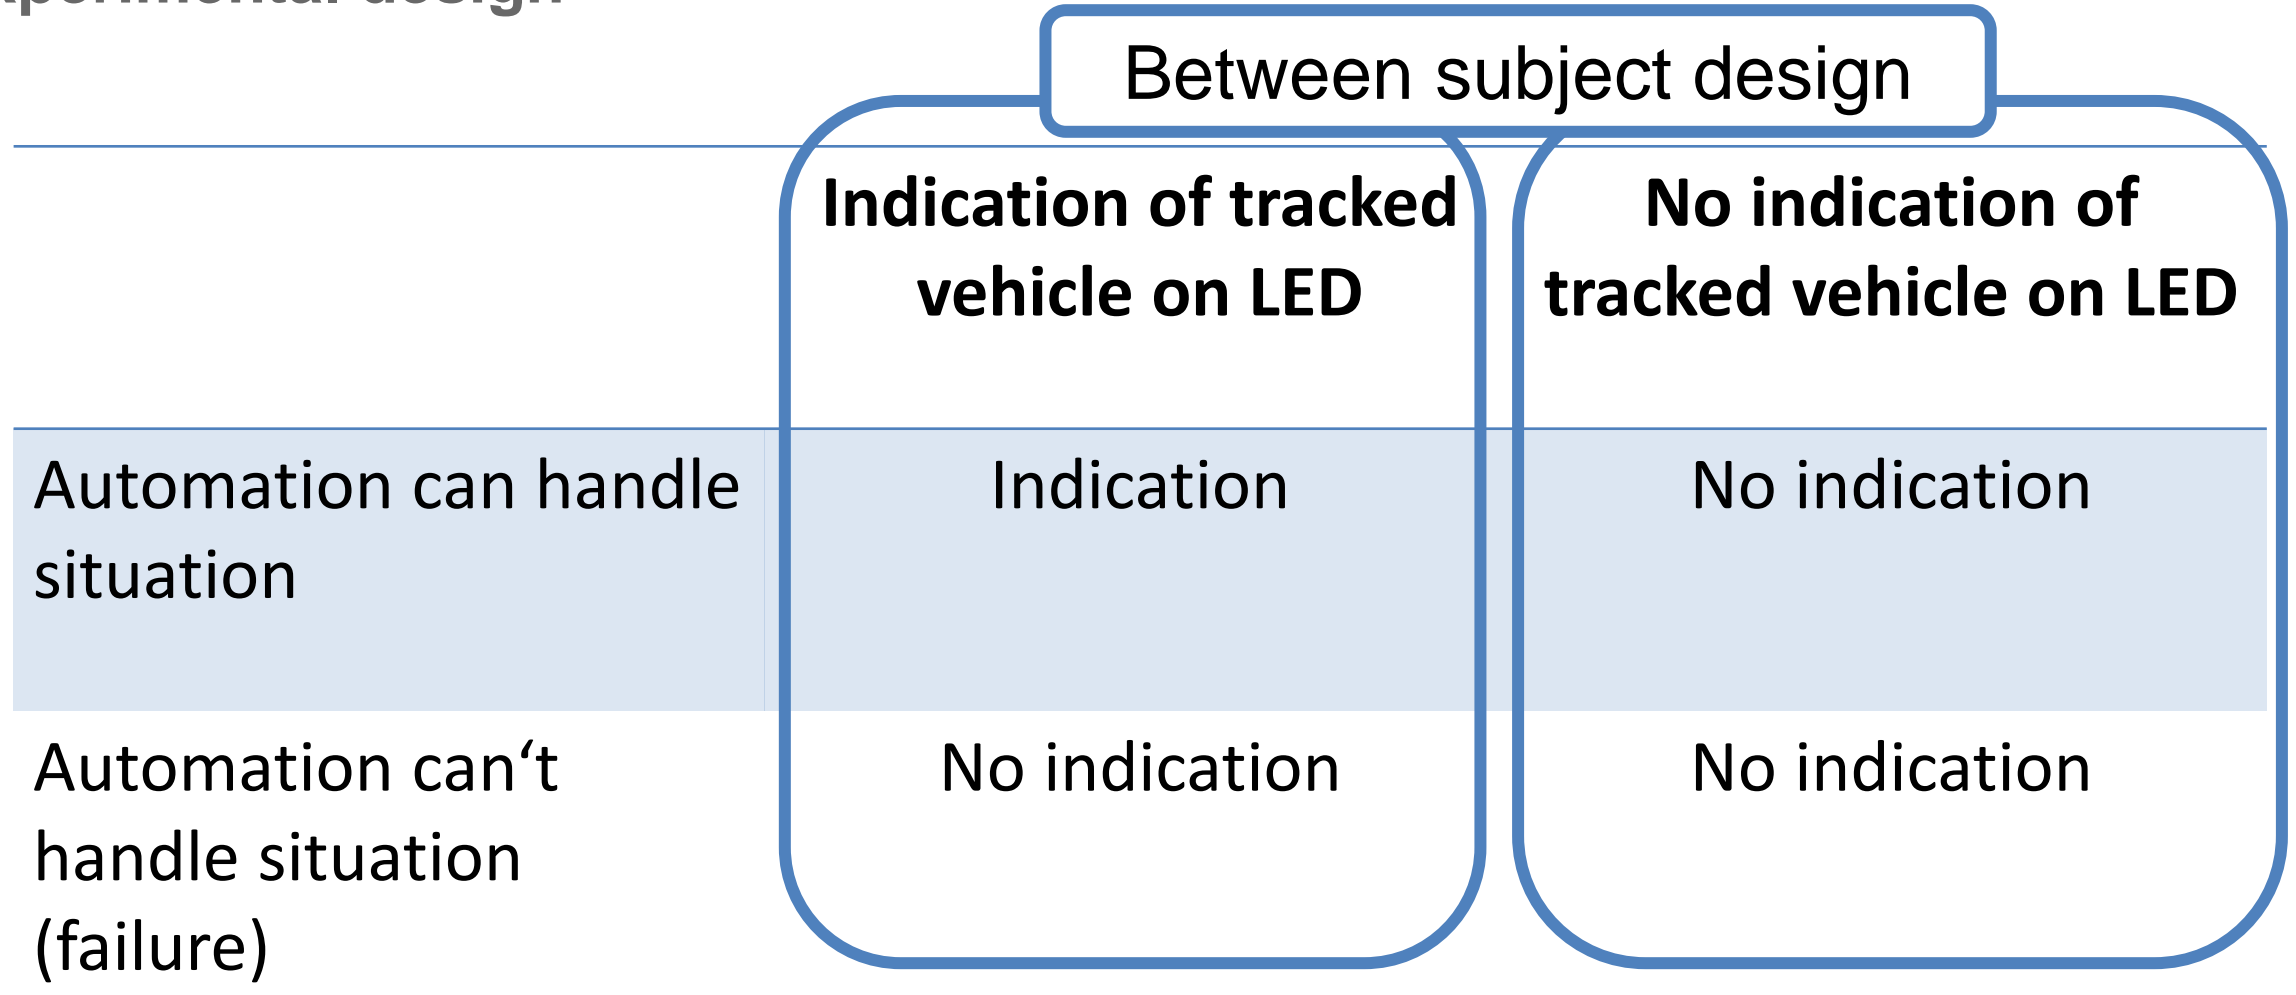 design
Between subject design
Indication of tracked
vehicle on LED
No indication of
tracked vehicle on LED
Automation can handle
situation
Indication
No indication
Automation can‘t
handle situation
(failure)
No indication
No indication